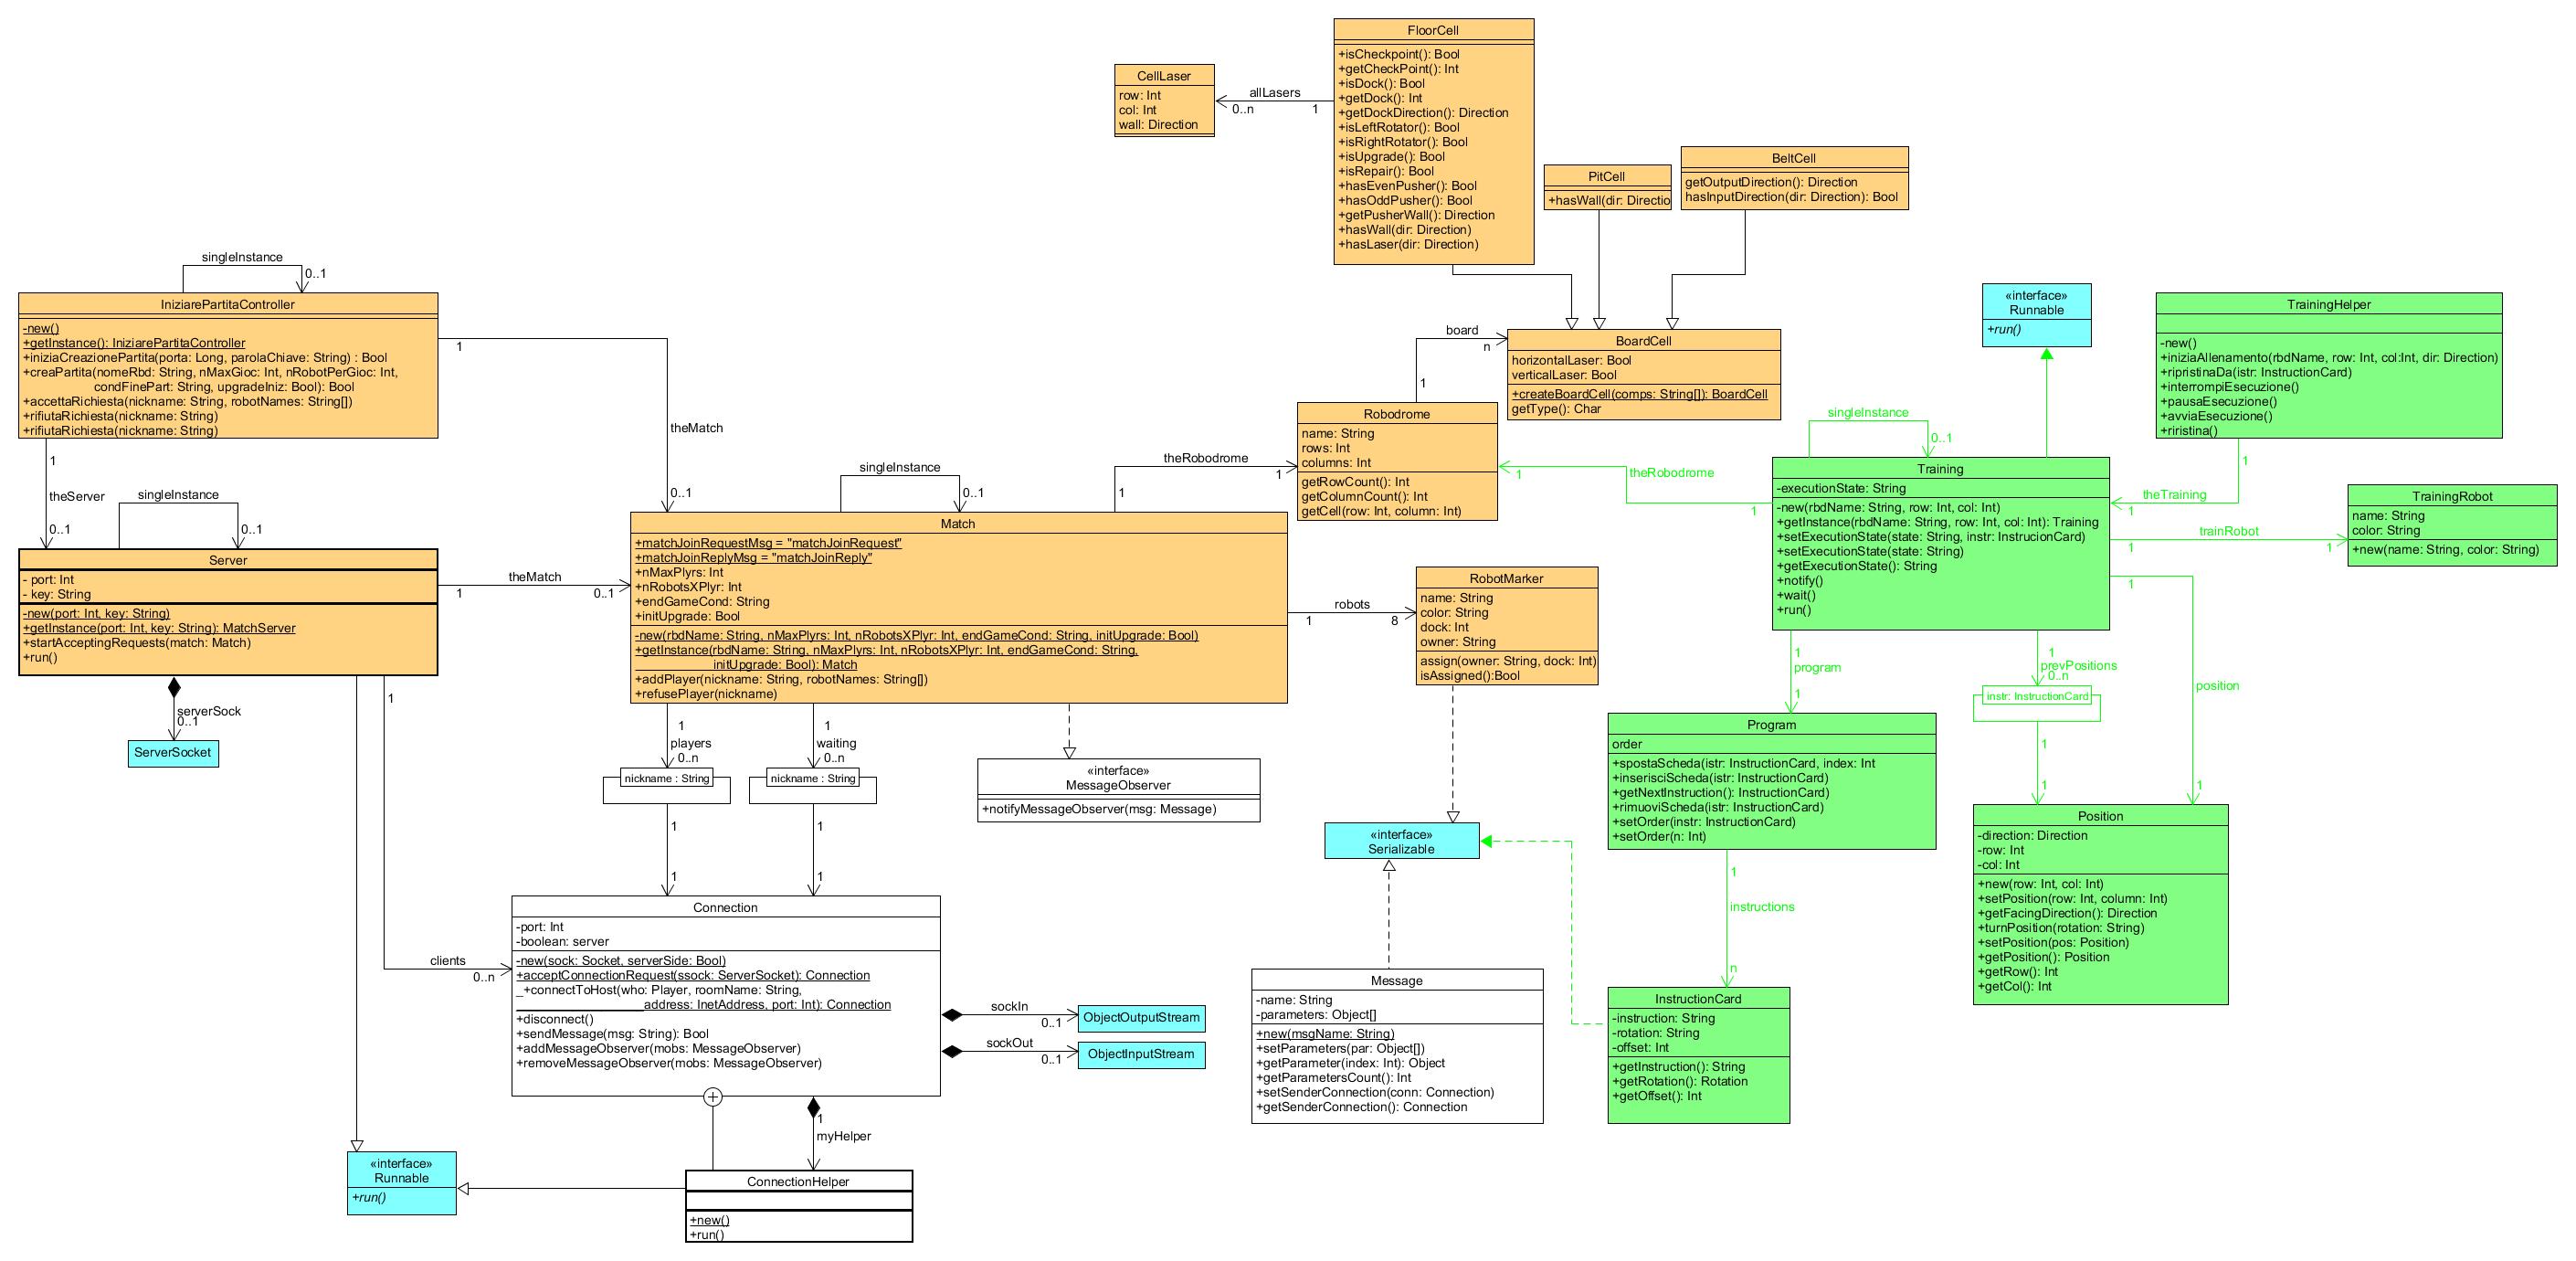 FloorCell
+isCheckpoint(): Bool
+getCheckPoint(): Int
+isDock(): Bool
+getDock(): Int
+getDockDirection(): Direction
+isLeftRotator(): Bool
+isRightRotator(): Bool
+isUpgrade(): Bool
+isRepair(): Bool
+hasEvenPusher(): Bool
+hasOddPusher(): Bool
+getPusherWall(): Direction
+hasWall(dir: Direction)
+hasLaser(dir: Direction)
CellLaser
row: Int
col: Int
wall: Direction
allLasers
0..n
1
PitCell
+hasWall(dir: Directio
BeltCell
getOutputDirection(): Direction
hasInputDirection(dir: Direction): Bool
singleInstance
0..1
IniziarePartitaController
-new()
+getInstance(): IniziarePartitaController
+iniziaCreazionePartita(porta: Long, parolaChiave: String) : Bool
+creaPartita(nomeRbd: String, nMaxGioc: Int, nRobotPerGioc: Int,
condFinePart: String, upgradeIniz: Bool): Bool
+accettaRichiesta(nickname: String, robotNames: String[])
+rifiutaRichiesta(nickname: String)
+rifiutaRichiesta(nickname: String)
1
theMatch
0..1
1
theServer
0..1
singleInstance
0..1
board
n
1
BoardCell
horizontalLaser: Bool
verticalLaser: Bool
+createBoardCell(comps: String[]): BoardCell
getType(): Char
Robodrome
name: String
rows: Int
columns: Int
getRowCount(): Int
getColumnCount(): Int
getCell(row: Int, column: Int)
«interface»
Runnable
+run()
TrainingHelper
-new()
+iniziaAllenamento(rbdName, row: Int, col:Int, dir: Direction)
+ripristinaDa(istr: InstructionCard)
+interrompiEsecuzione()
+pausaEsecuzione()
+avviaEsecuzione()
+riristina()
singleInstance
0..1
1
theTraining
1
theRobodrome
1
1
Training
-executionState: String
-new(rbdName: String, row: Int, col: Int)
+getInstance(rbdName: String, row: Int, col: Int): Training
+setExecutionState(state: String, instr: InstrucionCard)
+setExecutionState(state: String)
+getExecutionState(): String
+notify()
+wait()
+run()
TrainingRobot
name: String
color: String
+new(name: String, color: String)
trainRobot
1
1
1
position
1
Server
- port: Int
- key: String
-new(port: Int, key: String)
+getInstance(port: Int, key: String): MatchServer
+startAcceptingRequests(match: Match)
+run()
theMatch
1
0..1
singleInstance
0..1
theRobodrome
1
1
Match
+matchJoinRequestMsg = "matchJoinRequest"
+matchJoinReplyMsg = "matchJoinReply"
+nMaxPlyrs: Int
+nRobotsXPlyr: Int
+endGameCond: String
+initUpgrade: Bool
-new(rbdName: String, nMaxPlyrs: Int, nRobotsXPlyr: Int, endGameCond: String, initUpgrade: Bool)
+getInstance(rbdName: String, nMaxPlyrs: Int, nRobotsXPlyr: Int, endGameCond: String,
___________initUpgrade: Bool): Match
+addPlayer(nickname: String, robotNames: String[])
+refusePlayer(nickname)
robots
1
8
RobotMarker
name: String
color: String
dock: Int
owner: String
assign(owner: String, dock: Int)
isAssigned():Bool
serverSock
0..1
ServerSocket
1
clients
0..n
1
players
0..n
nickname : String
1
1
1
waiting
0..n
nickname : String
1
1
«interface»
MessageObserver
+notifyMessageObserver(msg: Message)
«interface»
Serializable
1
program
1
Program
order
+spostaScheda(istr: InstructionCard, index: Int
+inserisciScheda(istr: InstructionCard)
+getNextInstruction(): InstructionCard
+rimuoviScheda(istr: InstructionCard)
+setOrder(instr: InstructionCard)
+setOrder(n: Int)
1
prevPositions
0..n
instr: InstructionCard
1
1
Position
-direction: Direction
-row: Int
-col: Int
+new(row: Int, col: Int)
+setPosition(row: Int, column: Int)
+getFacingDirection(): Direction
+turnPosition(rotation: String)
+setPosition(pos: Position)
+getPosition(): Position
+getRow(): Int
+getCol(): Int
1
instructions
n
InstructionCard
-instruction: String
-rotation: String
-offset: Int
+getInstruction(): String
+getRotation(): Rotation
+getOffset(): Int
Connection
-port: Int
-boolean: server
-new(sock: Socket, serverSide: Bool)
+acceptConnectionRequest(ssock: ServerSocket): Connection
_+connectToHost(who: Player, roomName: String,
__________________address: InetAddress, port: Int): Connection
+disconnect()
+sendMessage(msg: String): Bool
+addMessageObserver(mobs: MessageObserver)
+removeMessageObserver(mobs: MessageObserver)
sockIn
0..1
ObjectOutputStream
sockOut
0..1
ObjectInputStream
Message
-name: String
-parameters: Object[]
+new(msgName: String)
+setParameters(par: Object[])
+getParameter(index: Int): Object
+getParametersCount(): Int
+setSenderConnection(conn: Connection)
+getSenderConnection(): Connection
1
myHelper
«interface»
Runnable
+run()
ConnectionHelper
+new()
+run()